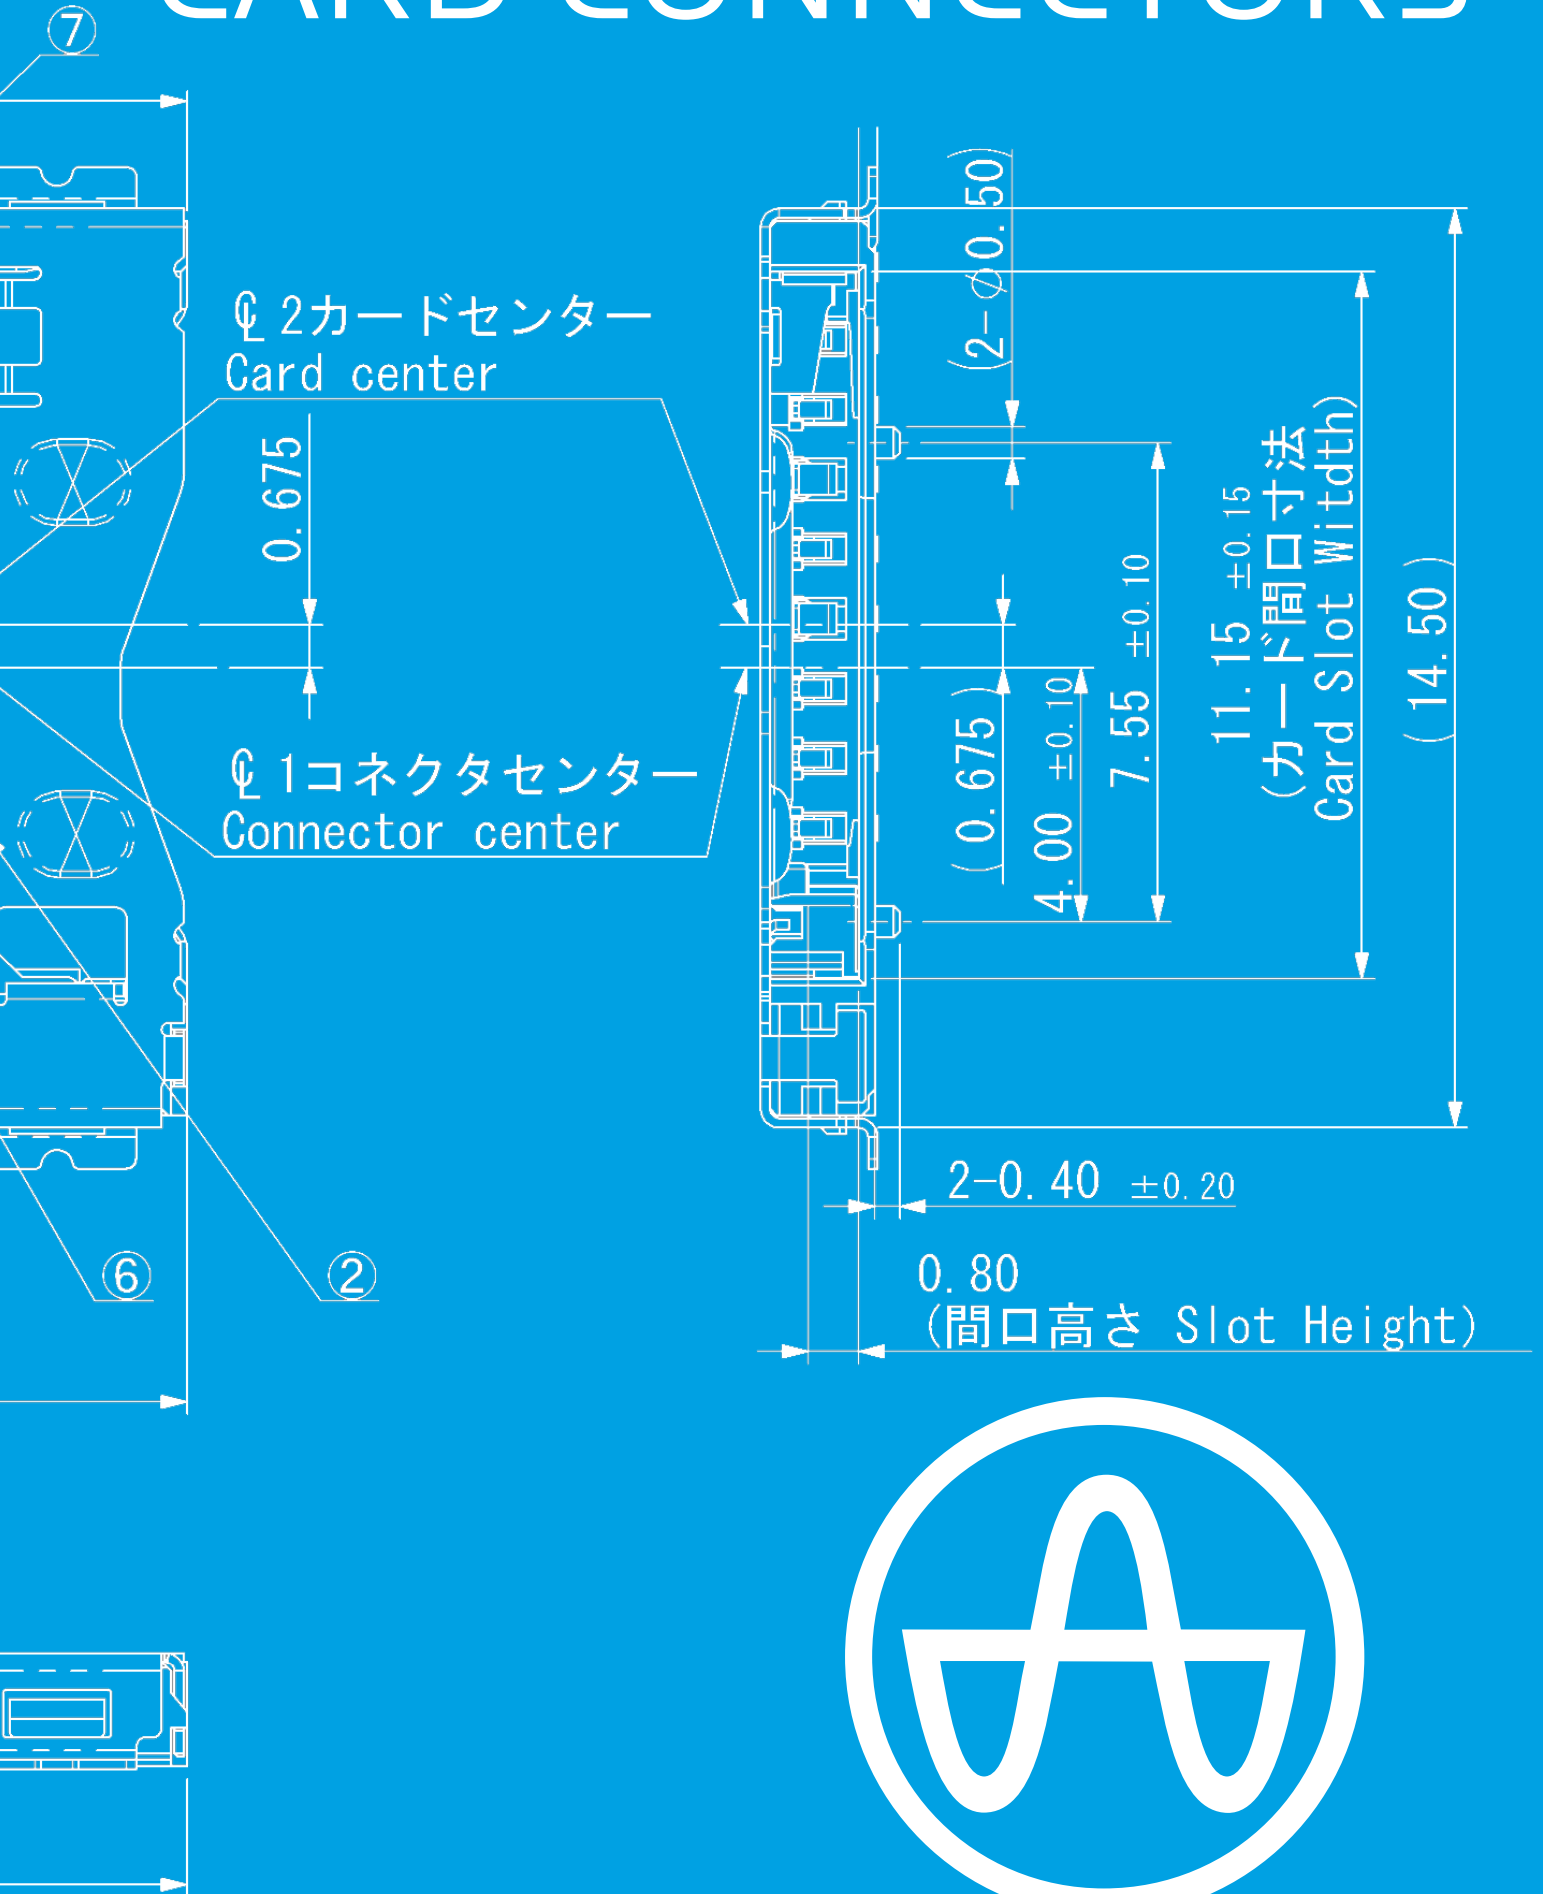 CARD CONNECTORS
⑦
(2-⌀0.50)
℄ 2カードセンター
Card center
0.675
11.15 ±0.15
(カード間口寸法
Card Slot Witdth)
(14.50)
7.55 ±0.10
4.00 ±0.10
(0.675)
℄ 1コネクタセンター
Connector center
2-0.40 ±0.20
⑥
②
0.80
(間口高さ Slot Height)